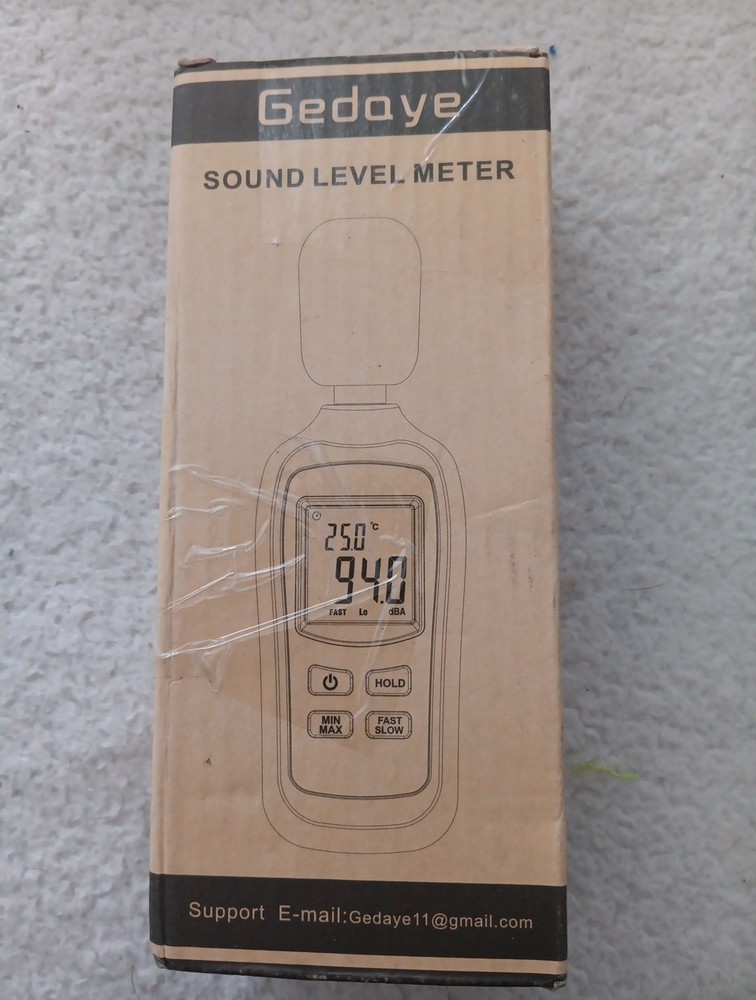 Gedaye
SOUND LEVEL METER
25.0 °C
94.0
FAST Lo dBA
HOLD
MIN
MAX
FAST
SLOW
Support E-mail:Gedaye11@gmail.com